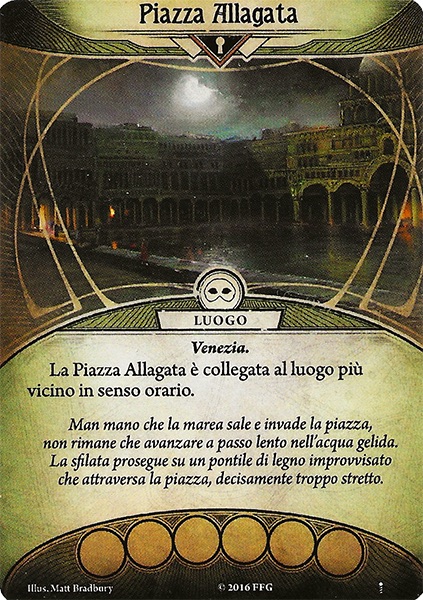 Piazza Allagata
LUOGO
Venezia.
La Piazza Allagata è collegata al luogo più
vicino in senso orario.
Man mano che la marea sale e invade la piazza,
non rimane che avanzare a passo lento nell'acqua gelida.
La sfilata prosegue su un pontile di legno improvvisato
che attraversa la piazza, decisamente troppo stretto.
Illus. Matt Bradbury © 2016 FFG